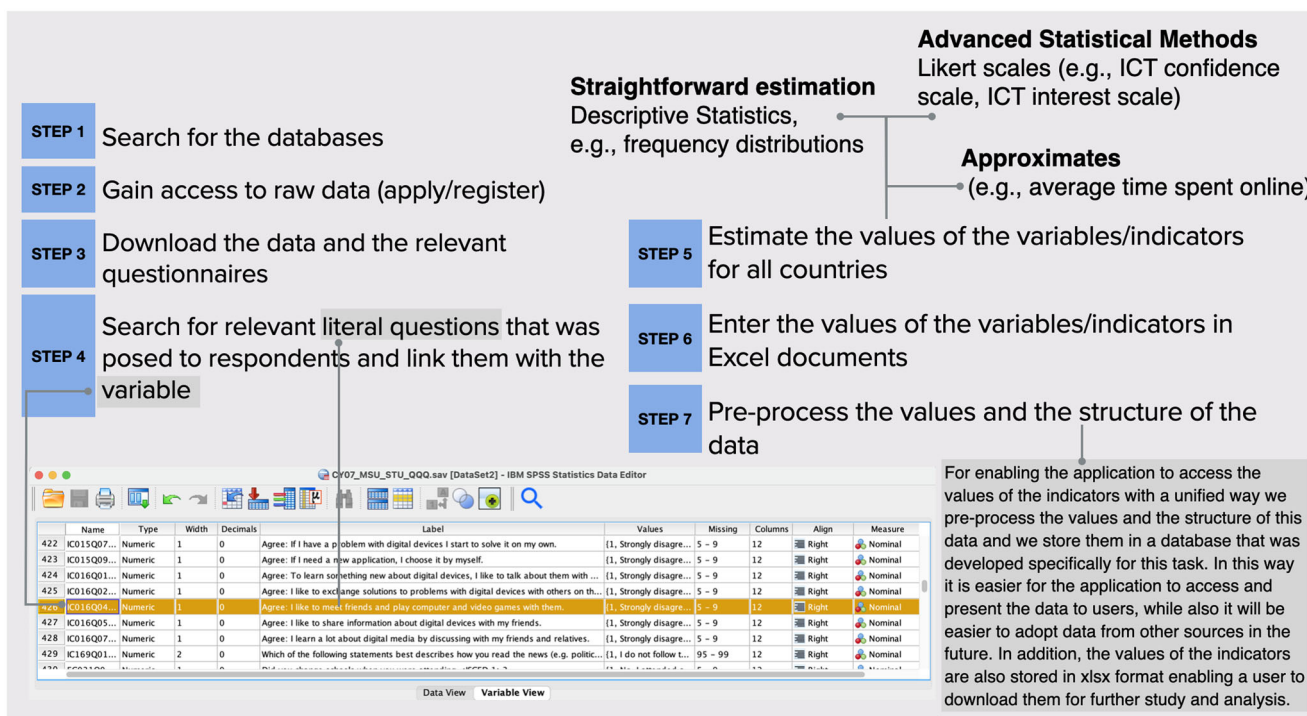 Advanced Statistical Methods
Likert scales (e.g., ICT confidence
scale, ICT interest scale)
Straightforward estimation
Descriptive Statistics,
e.g., frequency distributions
Approximates
(e.g., average time spent online)
STEP 1 Search for the databases
STEP 2 Gain access to raw data (apply/register)
STEP 3 Download the data and the relevant
questionnaires
STEP 4 Search for relevant literal questions that was
posed to respondents and link them with the
variable
STEP 5 Estimate the values of the variables/indicators
for all countries
STEP 6 Enter the values of the variables/indicators in
Excel documents
STEP 7 Pre-process the values and the structure of the
data
CY07_MSU_STU_QQQ.sav [DataSet2] - IBM SPSS Statistics Data Editor
Name Type Width Decimals Label Values Missing Columns Align Measure
422 IC015Q07... Numeric 1 0 Agree: If I have a problem with digital devices I start to solve it on my own. {1, Strongly disagre... 5 - 9 12 Right Nominal
423 IC015Q09... Numeric 1 0 Agree: If I need a new application, I choose it by myself. {1, Strongly disagre... 5 - 9 12 Right Nominal
424 IC016Q01... Numeric 1 0 Agree: To learn something new about digital devices, I like to talk about them with ... {1, Strongly disagre... 5 - 9 12 Right Nominal
425 IC016Q02... Numeric 1 0 Agree: I like to exchange solutions to problems with digital devices with others on th... {1, Strongly disagre... 5 - 9 12 Right Nominal
426 IC016Q04... Numeric 1 0 Agree: I like to meet friends and play computer and video games with them. {1, Strongly disagre... 5 - 9 12 Right Nominal
427 IC016Q05... Numeric 1 0 Agree: I like to share information about digital devices with my friends. {1, Strongly disagre... 5 - 9 12 Right Nominal
428 IC016Q07... Numeric 1 0 Agree: I learn a lot about digital media by discussing with my friends and relatives. {1, Strongly disagre... 5 - 9 12 Right Nominal
429 IC169Q01... Numeric 2 0 Which of the following statements best describes how you read the news (e.g. politic... {1, I do not follow t... 95 - 99 12 Right Nominal
Data View Variable View
For enabling the application to access the
values of the indicators with a unified way we
pre-process the values and the structure of this
data and we store them in a database that was
developed specifically for this task. In this way
it is easier for the application to access and
present the data to users, while also it will be
easier to adopt data from other sources in the
future. In addition, the values of the indicators
are also stored in xlsx format enabling a user to
download them for further study and analysis.